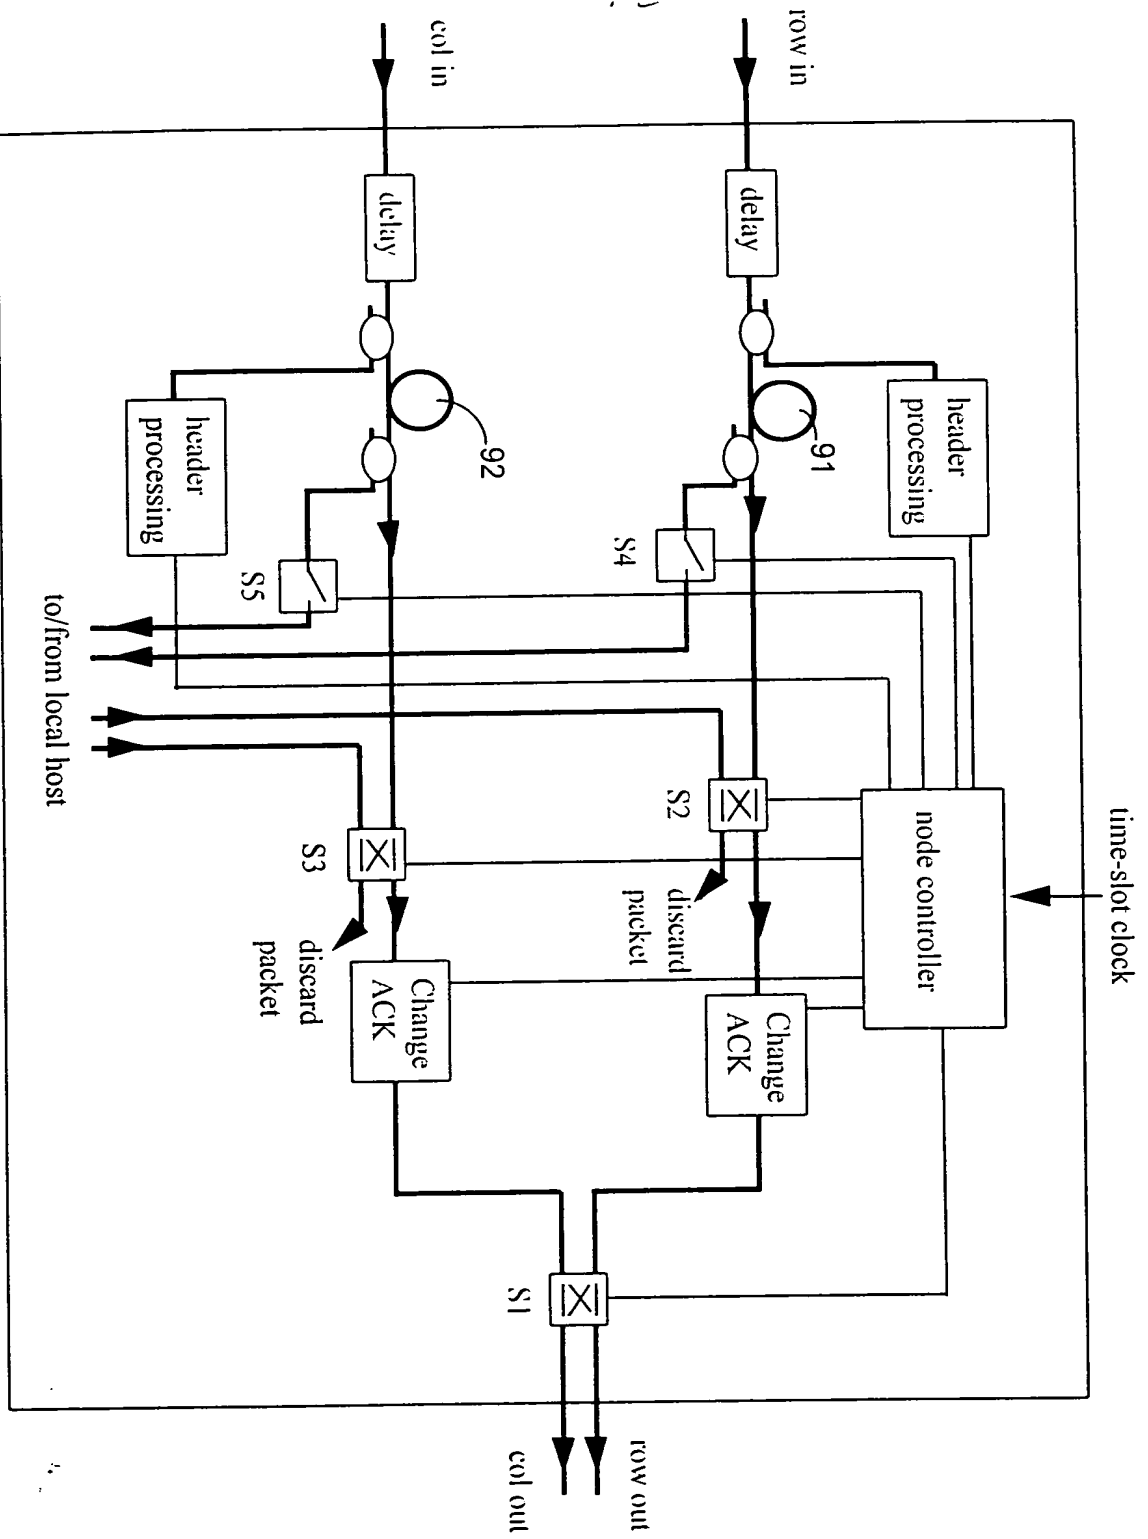 time-slot clock
row in
delay
header
processing
91
S4
node controller
S2
discard
packet
Change
ACK
row out
col in
delay
92
header
processing
S5
to/from local host
S3
discard
packet
Change
ACK
S1
col out